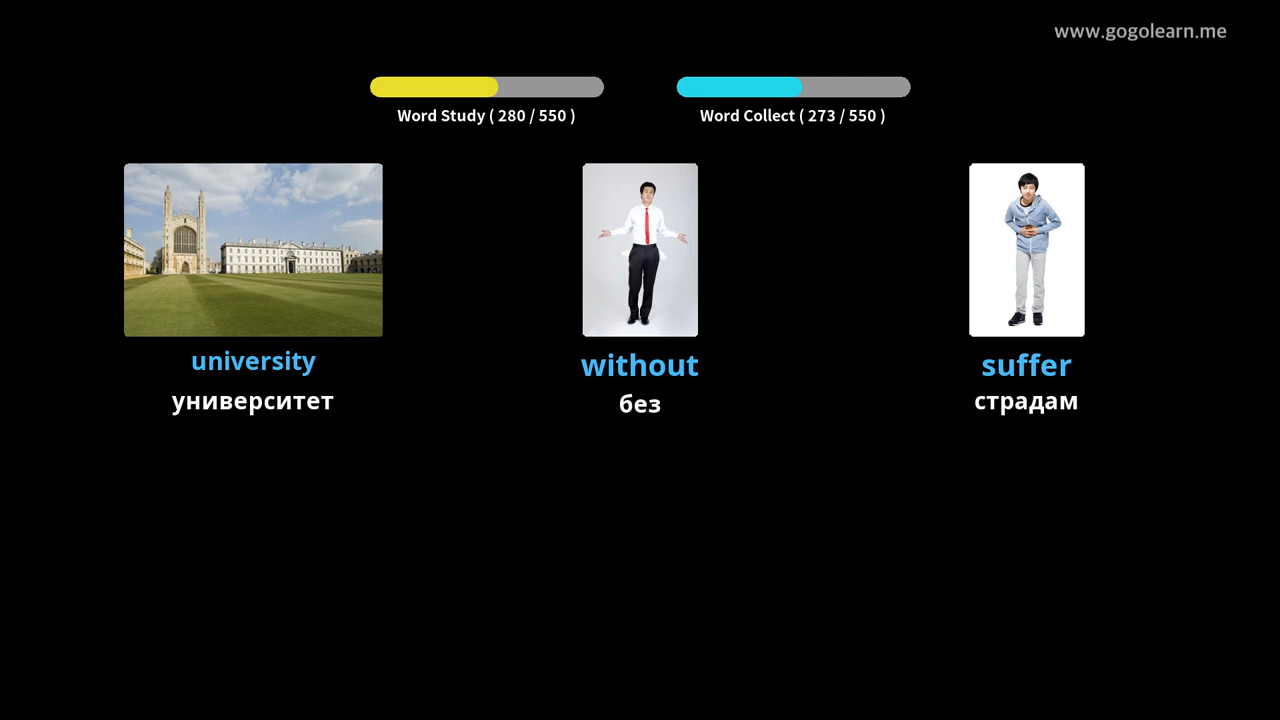 www.gogolearn.me
Word Study ( 280 / 550 )
Word Collect ( 273 / 550 )
university
without
suffer
университет
без
страдам